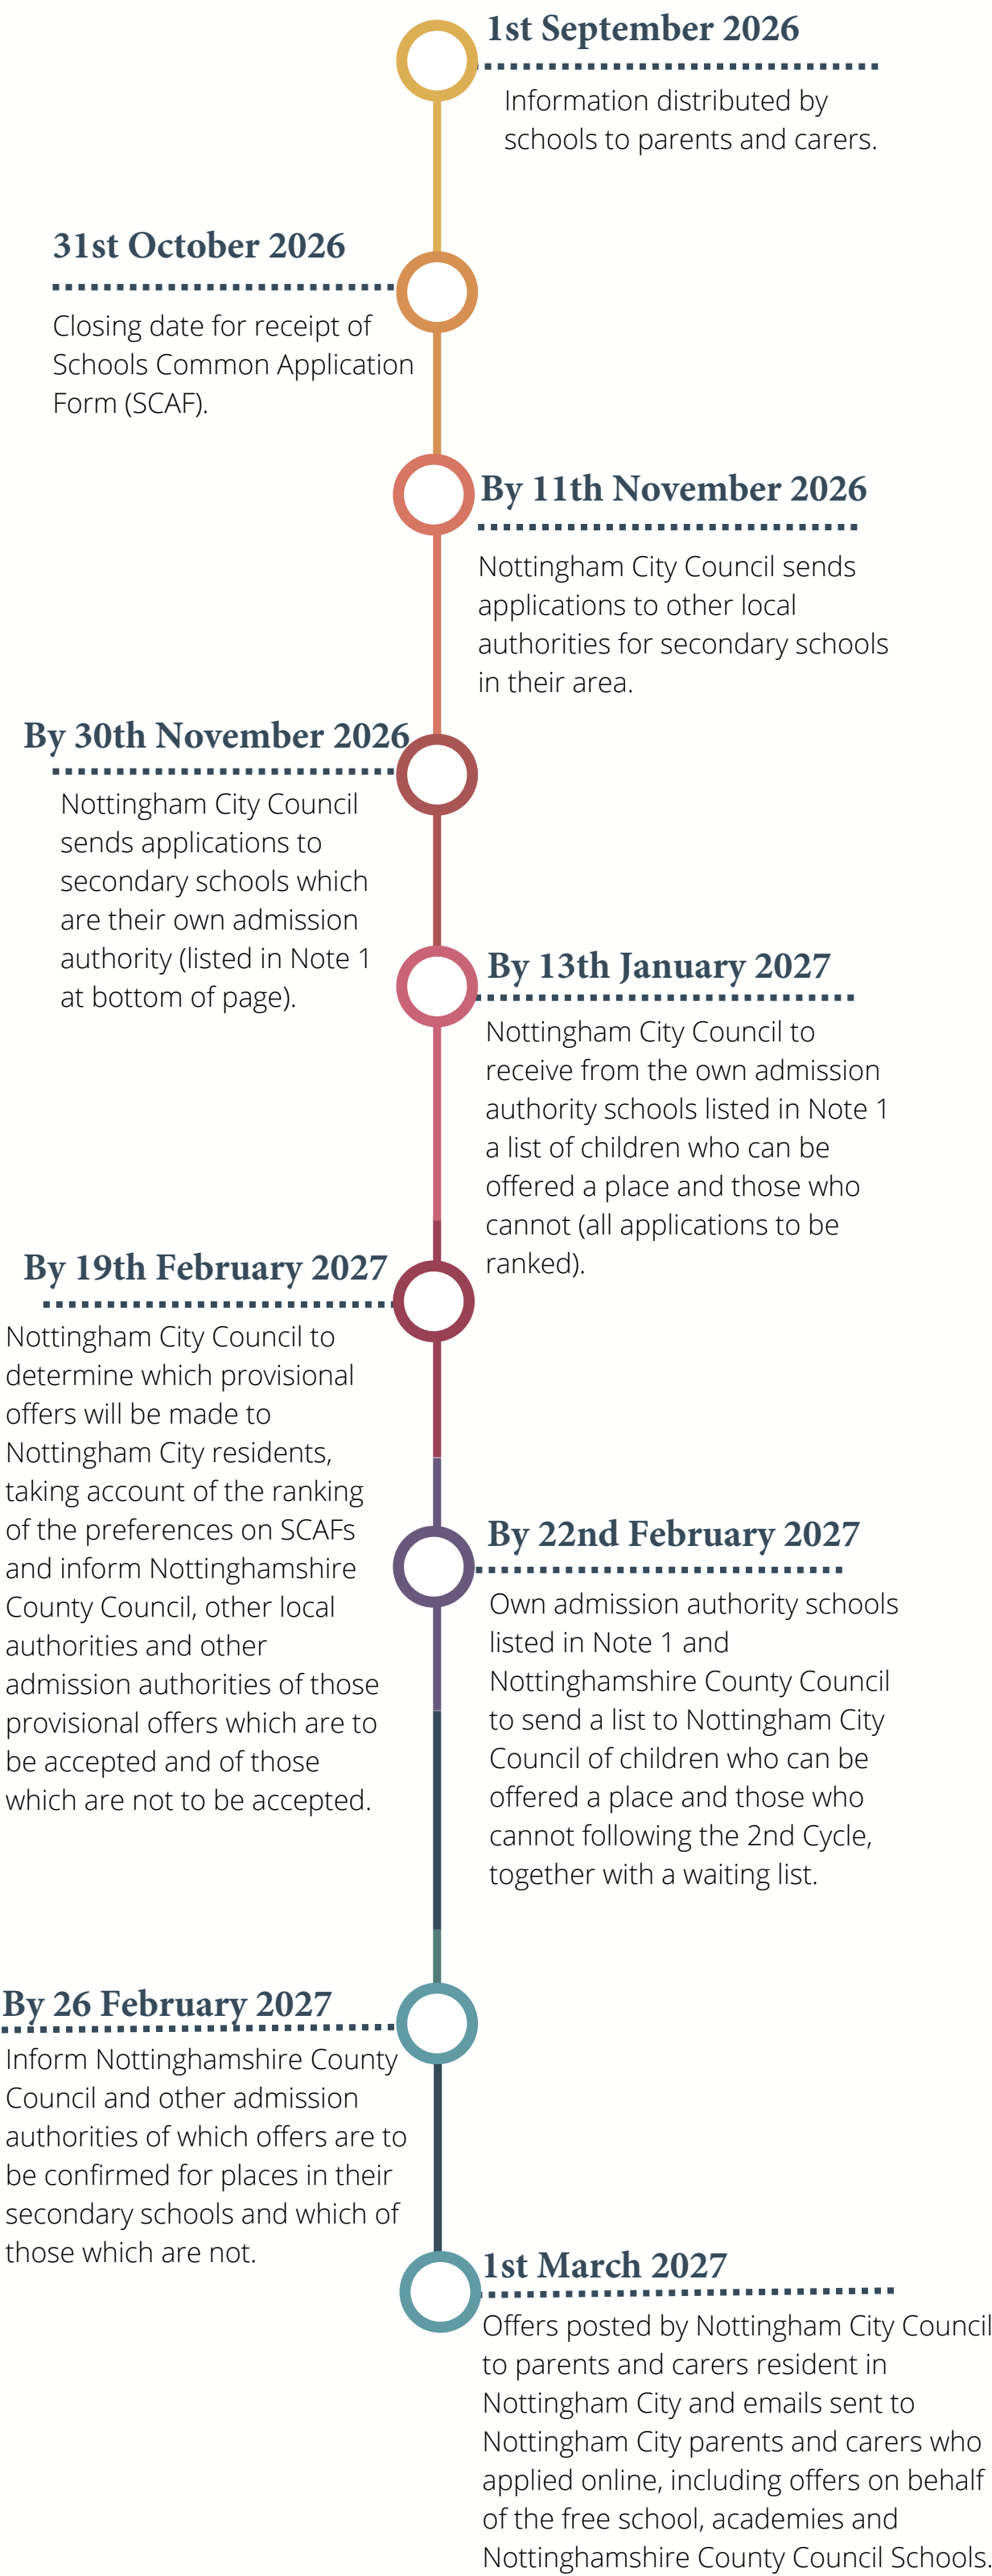 1st September 2026
Information distributed by
schools to parents and carers.
31st October 2026
Closing date for receipt of
Schools Common Application
Form (SCAF).
By 11th November 2026
Nottingham City Council sends
applications to other local
authorities for secondary schools
in their area.
By 30th November 2026
Nottingham City Council
sends applications to
secondary schools which
are their own admission
authority (listed in Note 1
at bottom of page).
By 13th January 2027
Nottingham City Council to
receive from the own admission
authority schools listed in Note 1
a list of children who can be
offered a place and those who
cannot (all applications to be
ranked).
By 19th February 2027
Nottingham City Council to
determine which provisional
offers will be made to
Nottingham City residents,
taking account of the ranking
of the preferences on SCAFs
and inform Nottinghamshire
County Council, other local
authorities and other
admission authorities of those
provisional offers which are to
be accepted and of those
which are not to be accepted.
By 22nd February 2027
Own admission authority schools
listed in Note 1 and
Nottinghamshire County Council
to send a list to Nottingham City
Council of children who can be
offered a place and those who
cannot following the 2nd Cycle,
together with a waiting list.
By 26 February 2027
Inform Nottinghamshire County
Council and other admission
authorities of which offers are to
be confirmed for places in their
secondary schools and which of
those which are not.
1st March 2027
Offers posted by Nottingham City Council
to parents and carers resident in
Nottingham City and emails sent to
Nottingham City parents and carers who
applied online, including offers on behalf
of the free school, academies and
Nottinghamshire County Council Schools.